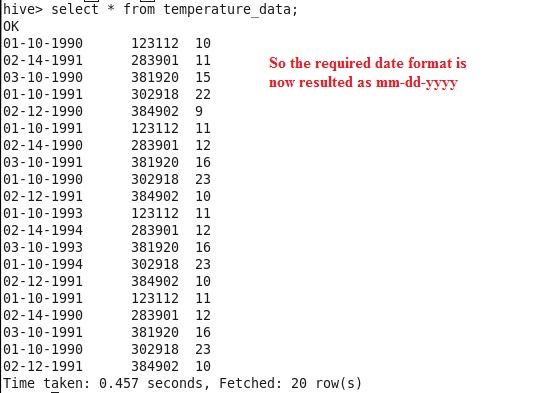 hive> select * from temperature_data;
OK
01-10-1990 123112 10
02-14-1991 283901 11
03-10-1990 381920 15
01-10-1991 302918 22
02-12-1990 384902 9
01-10-1991 123112 11
02-14-1990 283901 12
03-10-1991 381920 16
01-10-1990 302918 23
02-12-1991 384902 10
01-10-1993 123112 11
02-14-1994 283901 12
03-10-1993 381920 16
01-10-1994 302918 23
02-12-1991 384902 10
01-10-1991 123112 11
02-14-1990 283901 12
03-10-1991 381920 16
01-10-1990 302918 23
02-12-1991 384902 10
Time taken: 0.457 seconds, Fetched: 20 row(s)
So the required date format is
now resulted as mm-dd-yyyy